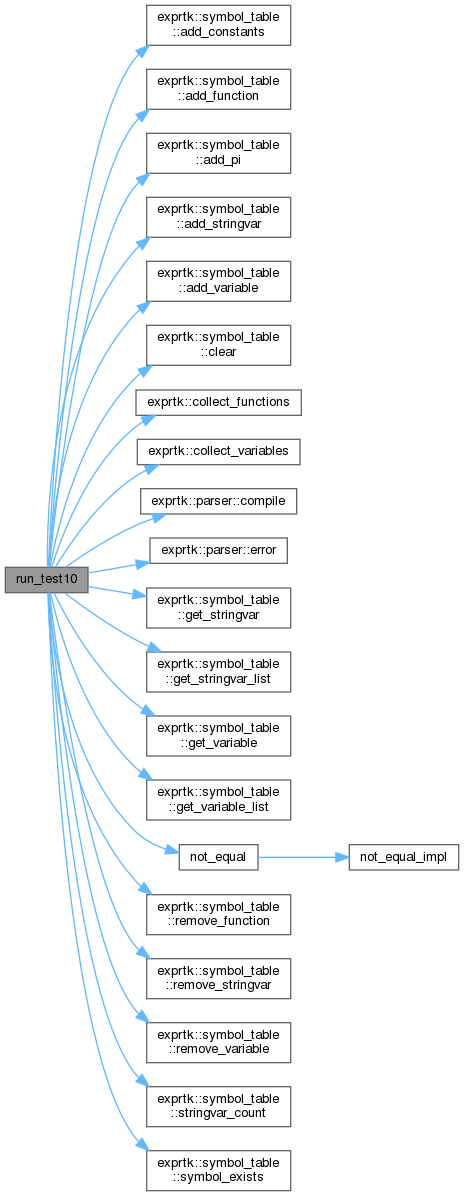 exprtk::symbol_table
::add_constants
exprtk::symbol_table
::add_function
exprtk::symbol_table
::add_pi
exprtk::symbol_table
::add_stringvar
exprtk::symbol_table
::add_variable
exprtk::symbol_table
::clear
exprtk::collect_functions
exprtk::collect_variables
exprtk::parser::compile
exprtk::parser::error
run_test10
exprtk::symbol_table
::get_stringvar
exprtk::symbol_table
::get_stringvar_list
exprtk::symbol_table
::get_variable
exprtk::symbol_table
::get_variable_list
not_equal
not_equal_impl
exprtk::symbol_table
::remove_function
exprtk::symbol_table
::remove_stringvar
exprtk::symbol_table
::remove_variable
exprtk::symbol_table
::stringvar_count
exprtk::symbol_table
::symbol_exists